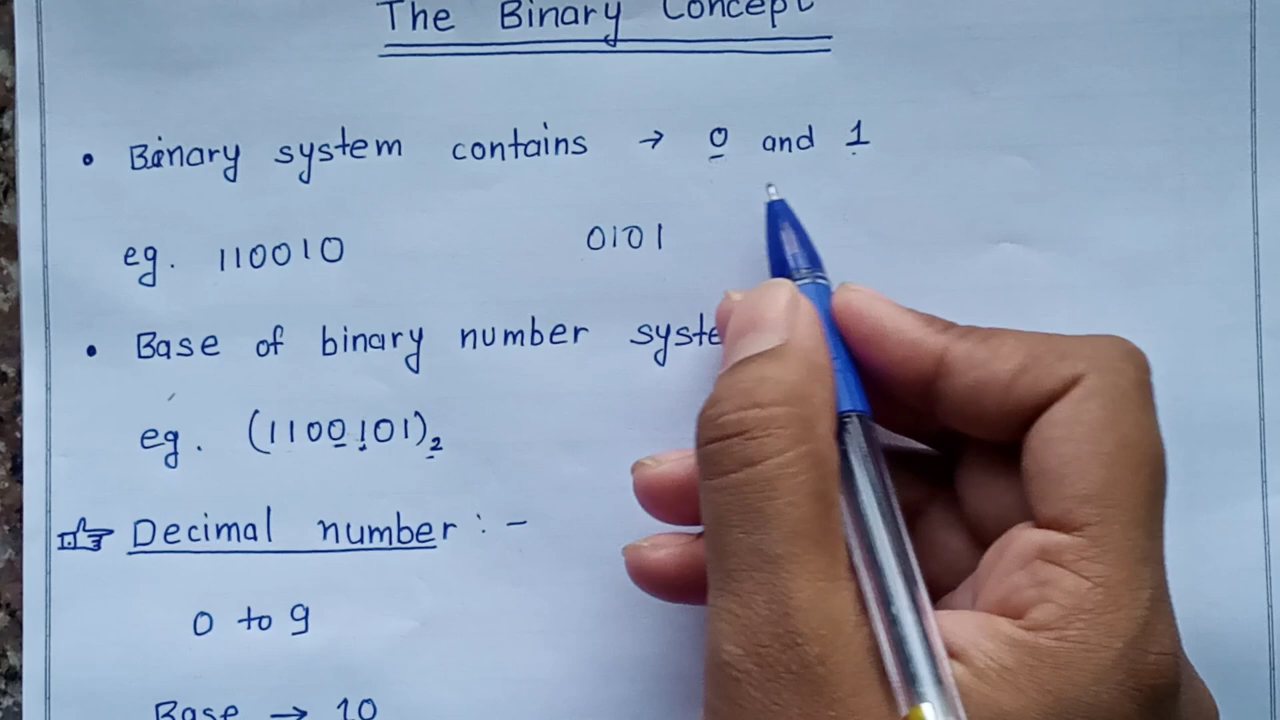 The Binary Concept
• Binary system contains → 0 and 1
eg. 110010 0101
• Base of binary number
eg. (1100101)₂
Decimal number :-
0 to 9
Base → 10